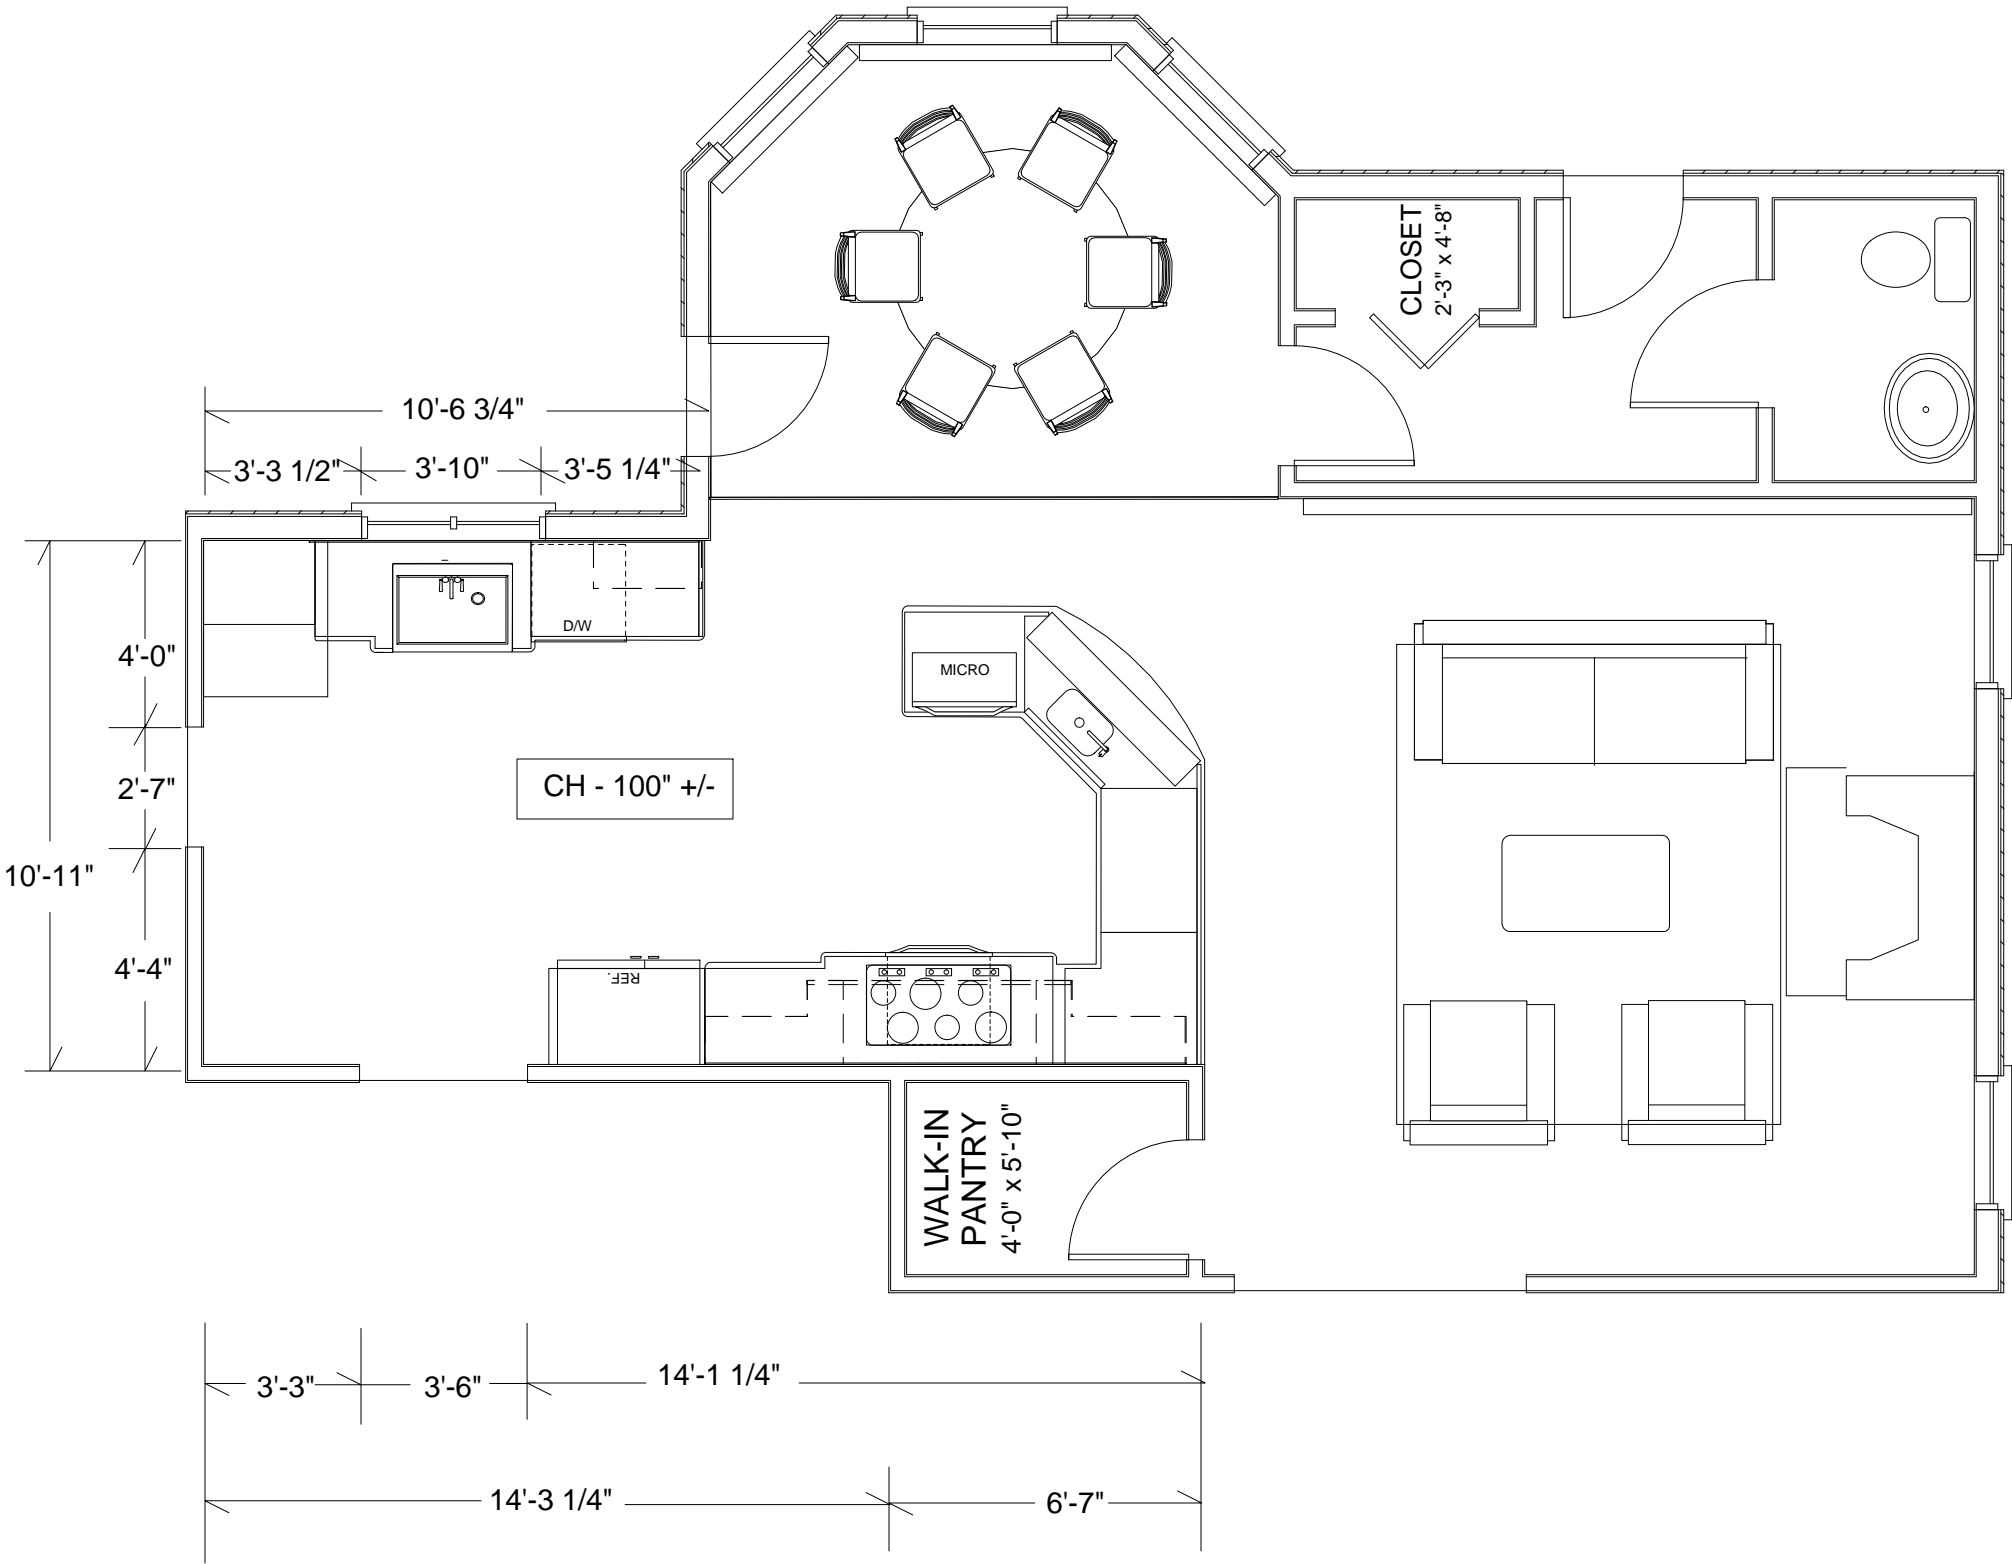 CLOSET
2'-3" x 4'-8"
10'-6 3/4"
3'-3 1/2"
3'-10"
3'-5 1/4"
D/W
4'-0"
MICRO
2'-7"
CH - 100" +/-
10'-11"
4'-4"
REF.
WALK-IN
PANTRY
4'-0" x 5'-10"
3'-3"
3'-6"
14'-1 1/4"
14'-3 1/4"
6'-7"